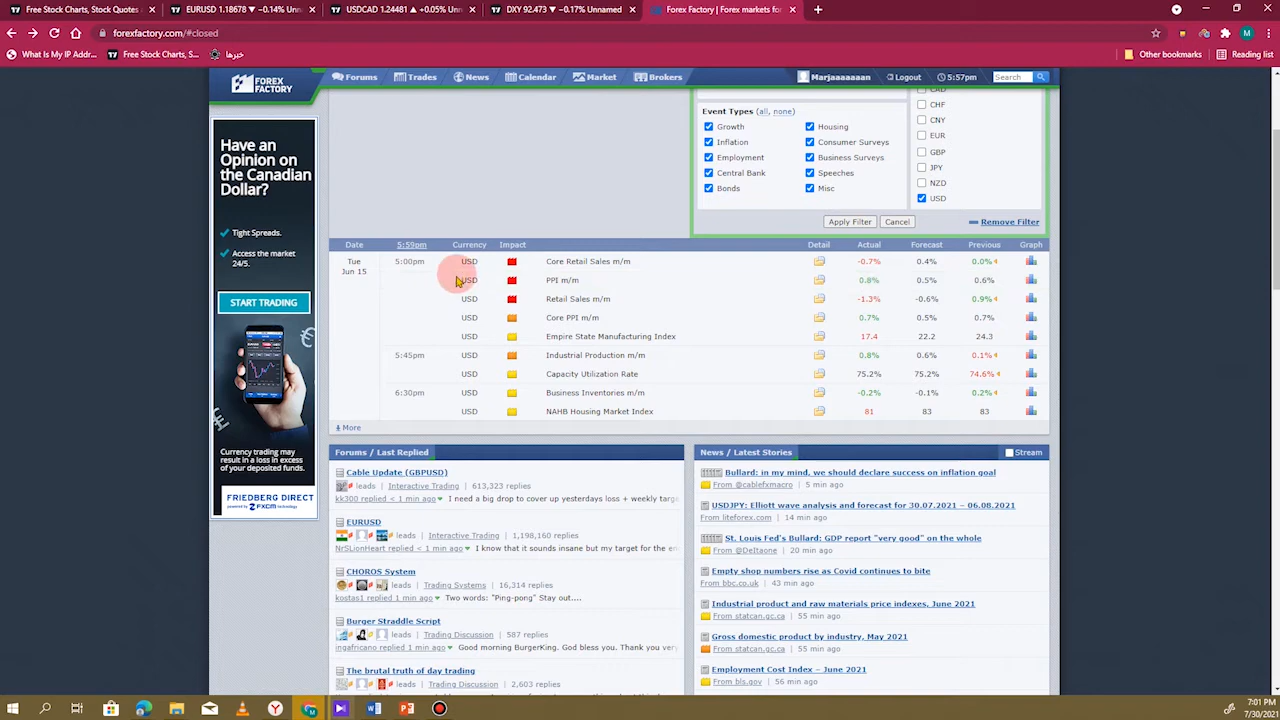 Free Stock Charts, Stock Quotes
EURUSD 1.18678 ▼ −0.14% Unnam
USDCAD 1.24481 ▲ +0.05% Unn
DXY 92.473 ▼ −0.17% Unnamed
Forex Factory | Forex markets for
forexfactory.com/#closed
What Is My IP Addr...
Free Stock Charts, S...
خبرها
Other bookmarks
Reading list
FOREX
FACTORY
Forums
Trades
News
Calendar
Market
Brokers
Marjaaaaaaan
Logout
5:57pm
Search
Have an
Opinion on
the Canadian
Dollar?
Tight Spreads.
Access the market
24/5.
START TRADING
Currency trading may
result in a loss in
excess of your
deposited funds.
FRIEDBERG DIRECT
powered by FXCM technology
Event Types (all, none)
Growth Housing
Inflation Consumer Surveys
Employment Business Surveys
Central Bank Speeches
Bonds Misc
CAD
CHF
CNY
EUR
GBP
JPY
NZD
USD
Apply Filter Cancel Remove Filter
Date 5:59pm Currency Impact Detail Actual Forecast Previous Graph
Tue
Jun 15
5:00pm USD Core Retail Sales m/m -0.7% 0.4% 0.0%
USD PPI m/m 0.8% 0.5% 0.6%
USD Retail Sales m/m -1.3% -0.6% 0.9%
USD Core PPI m/m 0.7% 0.5% 0.7%
USD Empire State Manufacturing Index 17.4 22.2 24.3
5:45pm USD Industrial Production m/m 0.8% 0.6% 0.1%
USD Capacity Utilization Rate 75.2% 75.2% 74.6%
6:30pm USD Business Inventories m/m -0.2% -0.1% 0.2%
USD NAHB Housing Market Index 81 83 83
More
Forums / Last Replied
Cable Update (GBPUSD)
leads Interactive Trading 613,323 replies
kk300 replied < 1 min ago I need a big drop to cover up yesterdays loss + weekly targ
EURUSD
leads Interactive Trading 1,198,160 replies
NrSLionHeart replied < 1 min ago I know that it sounds insane but my target for the en
CHOROS System
leads Trading Systems 16,314 replies
kostas1 replied 1 min ago Two words: "Ping-pong" Stay out....
Burger Straddle Script
leads Trading Discussion 587 replies
ingafricano replied 1 min ago Good morning BurgerKing. God bless you. Thank you ver
The brutal truth of day trading
leads Trading Discussion 2,603 replies
News / Latest Stories Stream
Bullard: in my mind, we should declare success on inflation goal
From @cablefxmacro | 5 min ago
USDJPY: Elliott wave analysis and forecast for 30.07.2021 – 06.08.2021
From liteforex.com | 14 min ago
St. Louis Fed's Bullard: GDP report "very good" on the whole
From @DeItaone | 20 min ago
Empty shop numbers rise as Covid continues to bite
From bbc.co.uk | 43 min ago
Industrial product and raw materials price indexes, June 2021
From statcan.gc.ca | 55 min ago
Gross domestic product by industry, May 2021
From statcan.gc.ca | 55 min ago
Employment Cost Index – June 2021
From bls.gov | 56 min ago
7:01 PM
7/30/2021